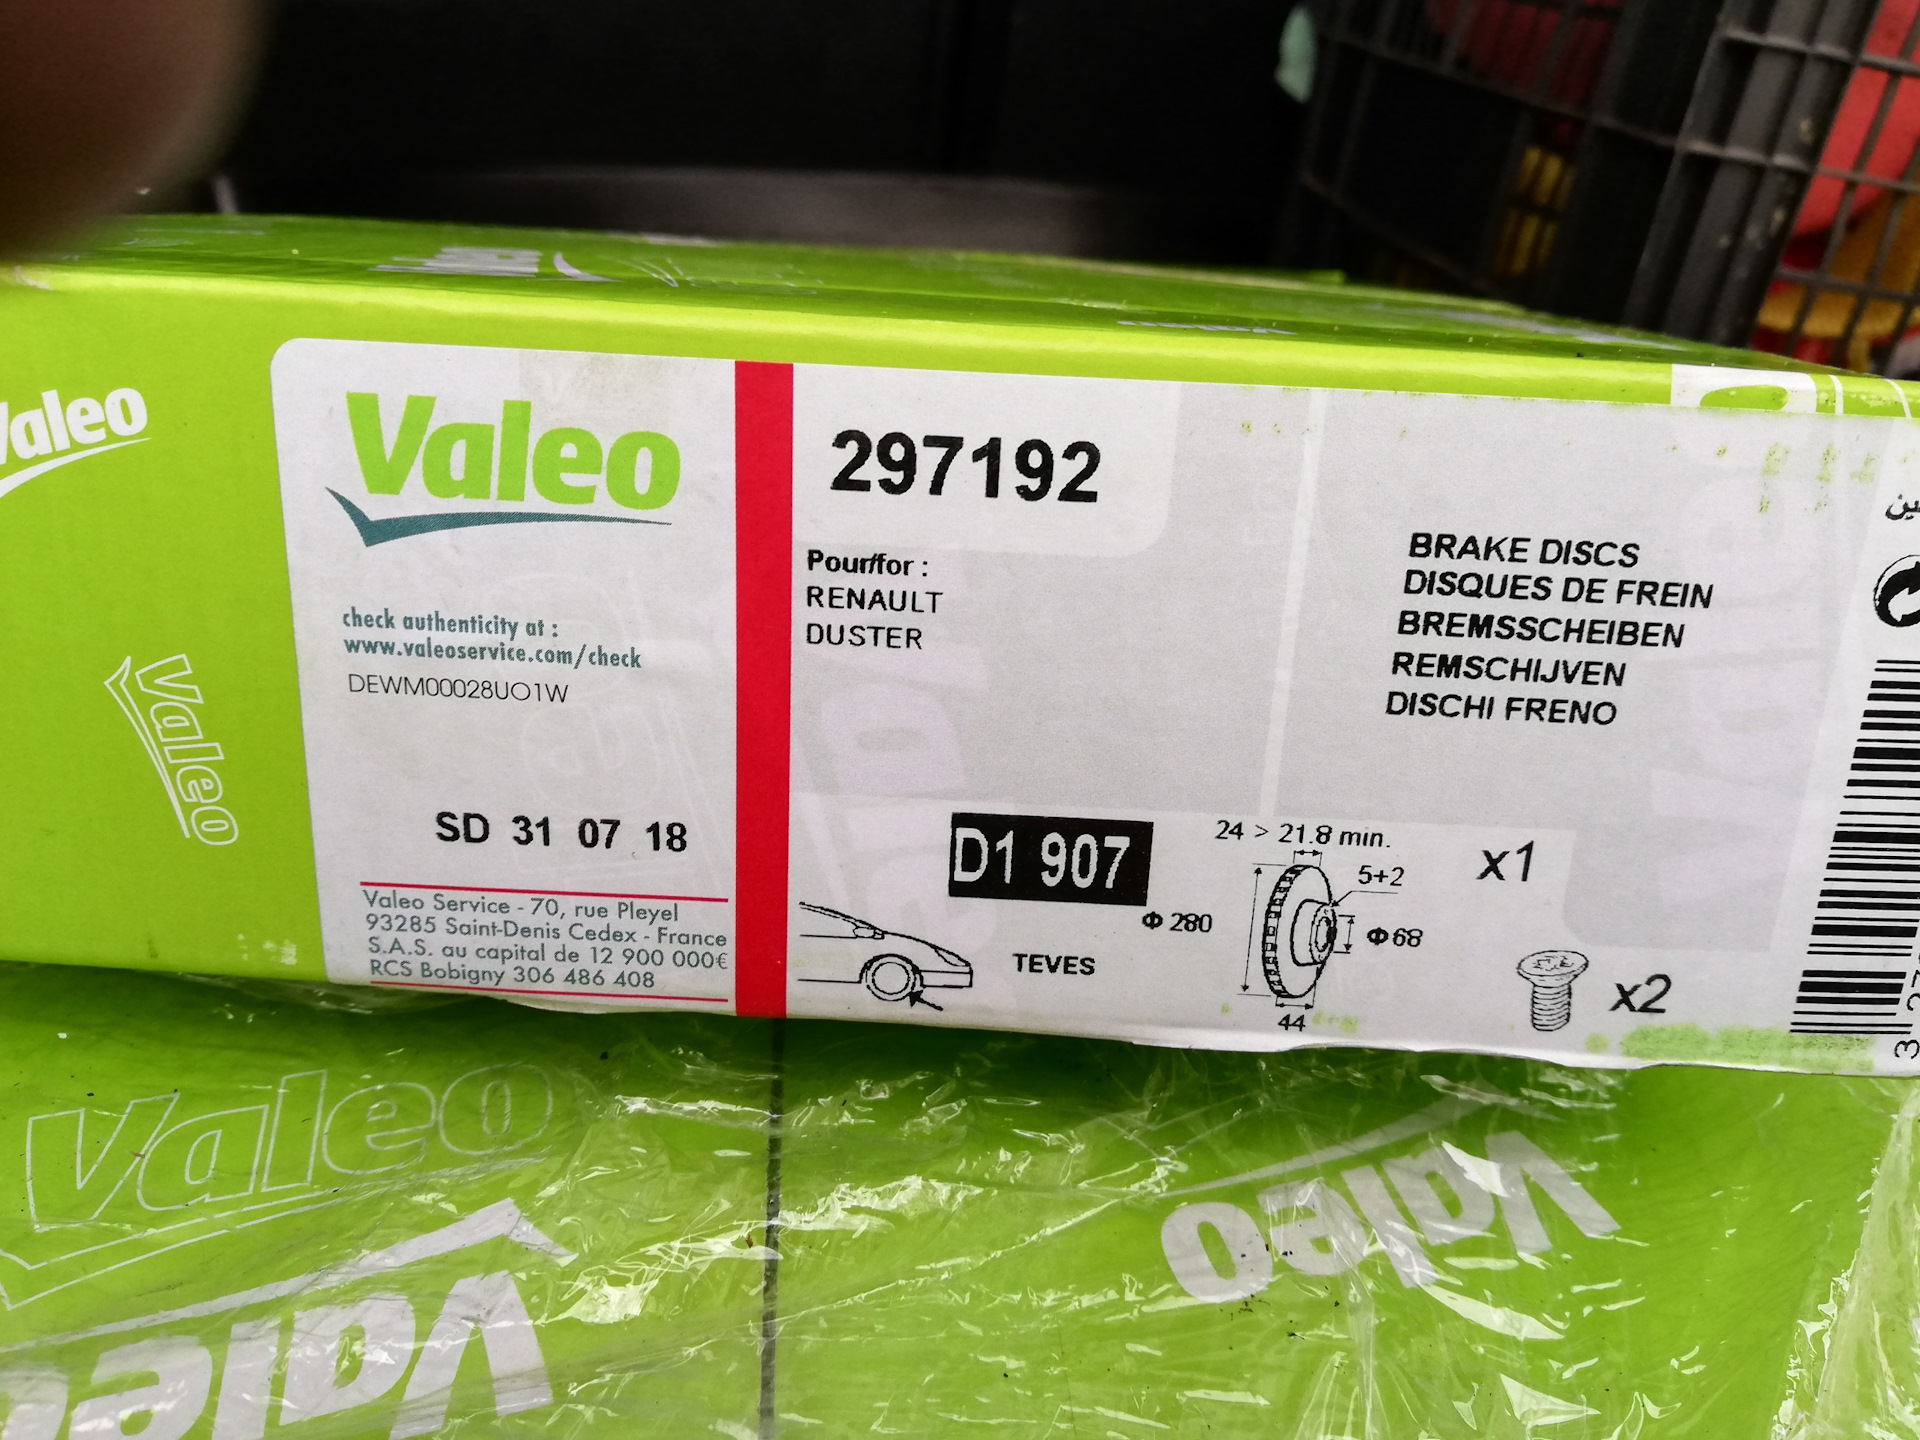 Valeo
Valeo
Valeo
check authenticity at :
www.valeoservice.com/check
DEWM00028UO1W
SD 31 07 18
Valeo Service - 70, rue Pleyel
93285 Saint-Denis Cedex - France
S.A.S. au capital de 12 900 000€
RCS Bobigny 306 486 408
297192
Pour/for :
RENAULT
DUSTER
BRAKE DISCS
DISQUES DE FREIN
BREMSSCHEIBEN
REMSCHIJVEN
DISCHI FRENO
D1 907
TEVES
24 > 21.8 min.
5+2
Φ 280
Φ68
44
x1
x2
Valeo
Valeo
Valeo